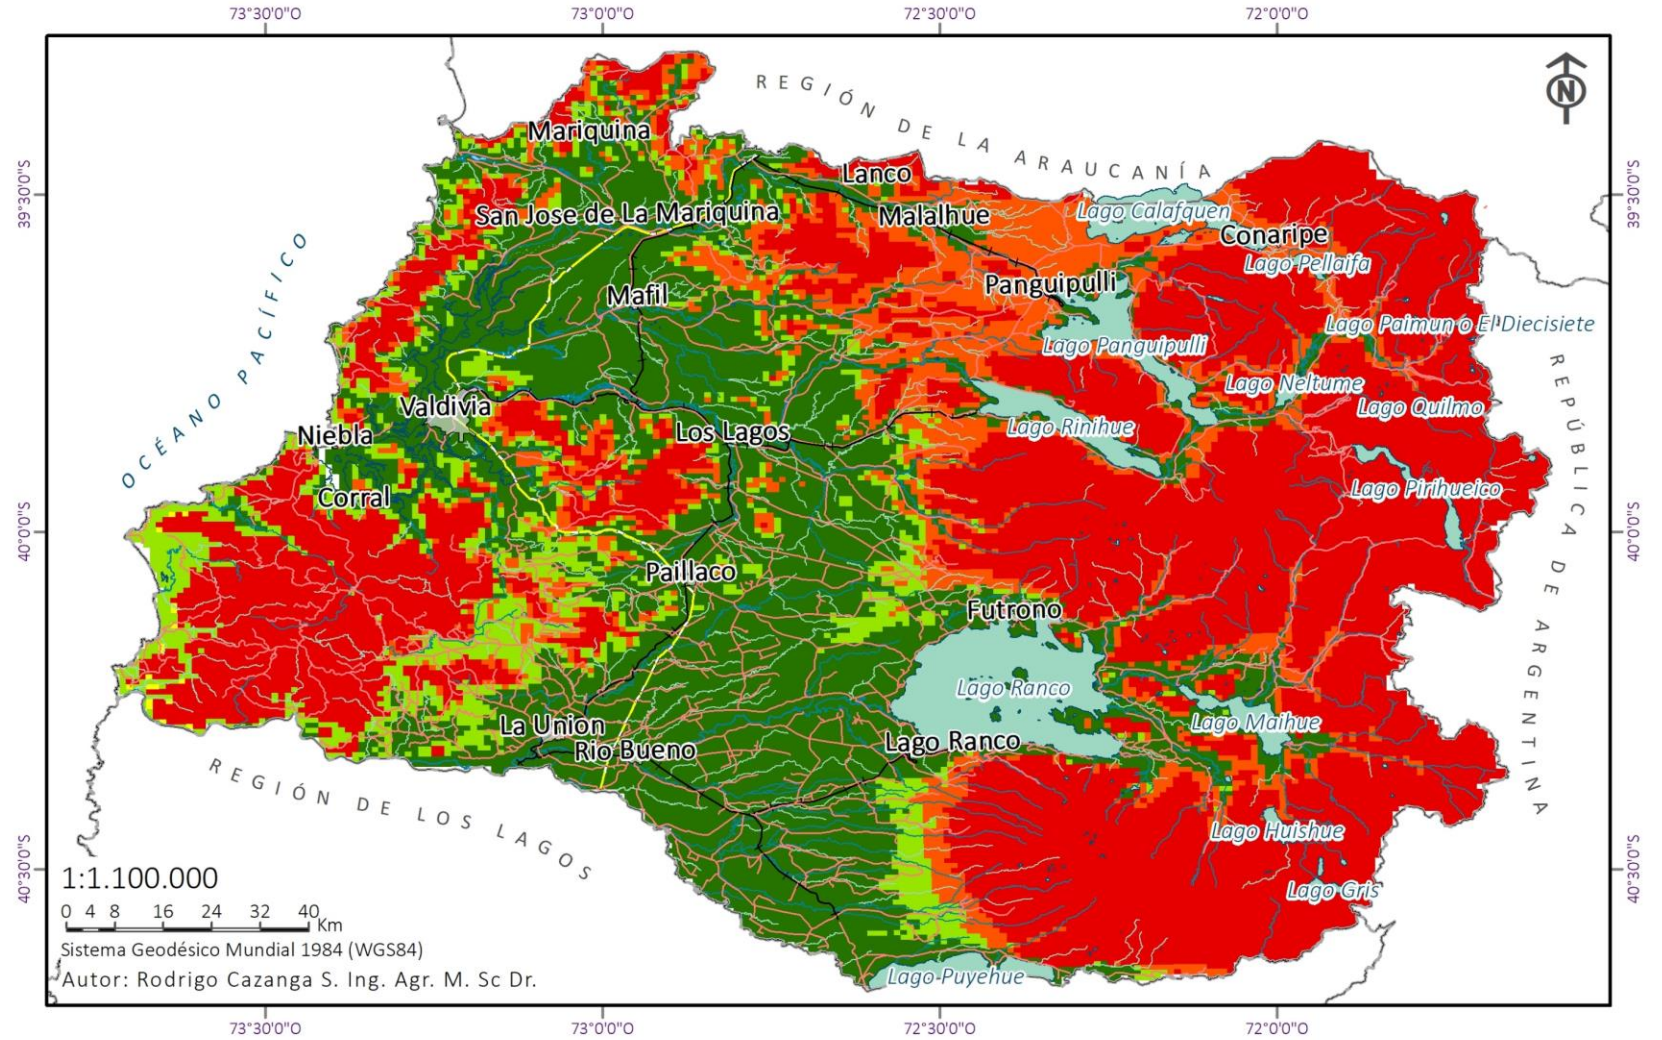 73°30'0"O 73°0'0"O 72°30'0"O 72°0'0"O
REGIÓN DE LA ARAUCANÍA
N
39°30'0"S
39°30'0"S
Mariquina
Lanco
San Jose de La Mariquina
Malalhue
Lago Calafquen
Conaripe
Lago Pellaifa
OCÉANO PACÍFICO
Mafil
Panguipulli
Lago Paimun o El Diecisiete
Lago Panguipulli
Lago Neltume
Valdivia
Lago Quilmo
Niebla
Los Lagos
Lago Rinihue
Corral
Lago Pirihueico
REPÚBLICA DE ARGENTINA
40°0'0"S
40°0'0"S
Paillaco
Futrono
Lago Ranco
La Union
Rio Bueno
Lago Ranco
Lago Maihue
REGIÓN DE LOS LAGOS
Lago Huishue
40°30'0"S
40°30'0"S
Lago Gris
1:1.100.000
0 4 8 16 24 32 40 Km
Sistema Geodésico Mundial 1984 (WGS84)
Autor: Rodrigo Cazanga S. Ing. Agr. M. Sc Dr.
Lago Puyehue
73°30'0"O 73°0'0"O 72°30'0"O 72°0'0"O